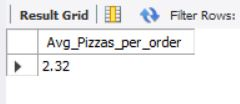 Result Grid Filter Rows:
Avg_Pizzas_per_order
2.32